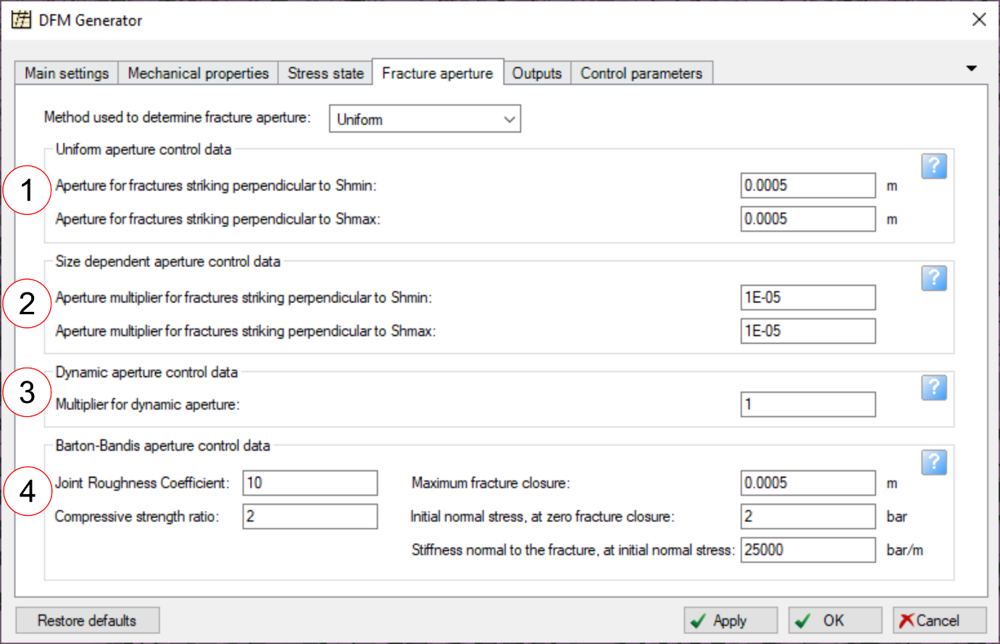 DFM Generator
Main settings Mechanical properties Stress state Fracture aperture Outputs Control parameters
Method used to determine fracture aperture: Uniform
Uniform aperture control data
?
1
Aperture for fractures striking perpendicular to Shmin: 0.0005 m
Aperture for fractures striking perpendicular to Shmax: 0.0005 m
Size dependent aperture control data
?
2
Aperture multiplier for fractures striking perpendicular to Shmin: 1E-05
Aperture multiplier for fractures striking perpendicular to Shmax: 1E-05
Dynamic aperture control data
?
3
Multiplier for dynamic aperture: 1
Barton-Bandis aperture control data
?
4
Joint Roughness Coefficient: 10 Maximum fracture closure: 0.0005 m
Compressive strength ratio: 2 Initial normal stress, at zero fracture closure: 2 bar
Stiffness normal to the fracture, at initial normal stress: 25000 bar/m
Restore defaults Apply OK Cancel